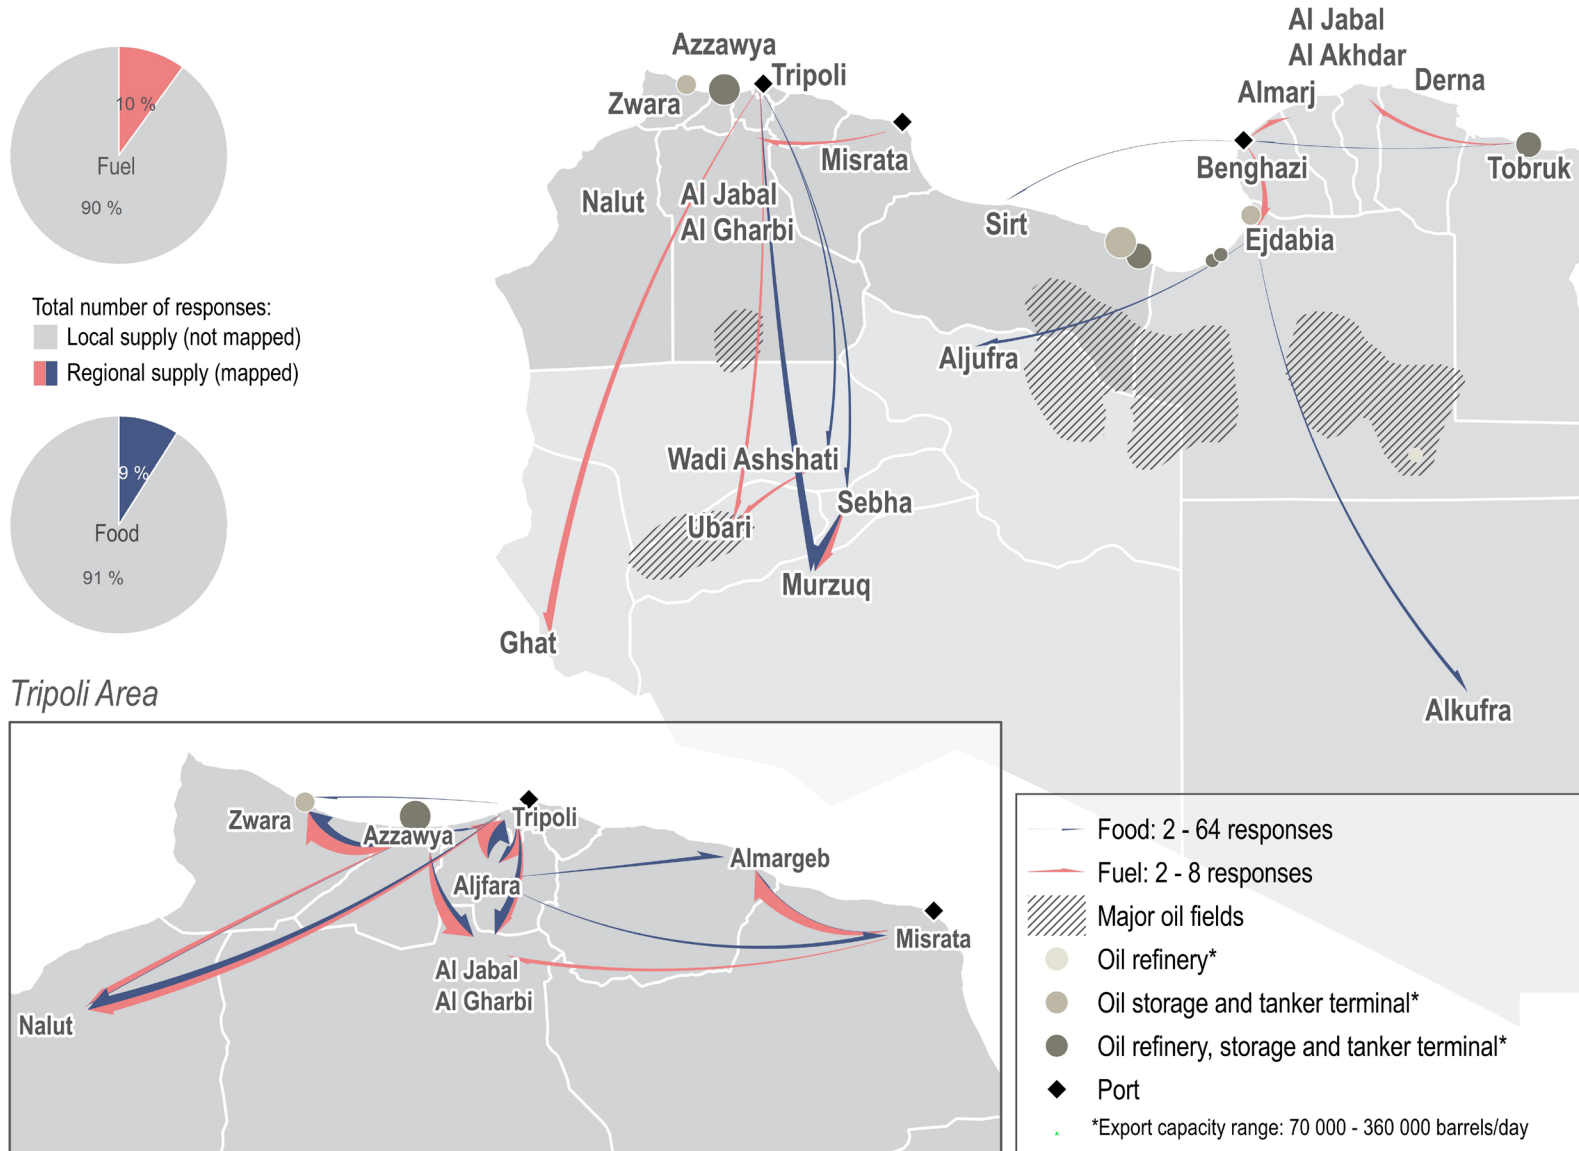 10 %
Fuel
90 %
Total number of responses:
Local supply (not mapped)
Regional supply (mapped)
9 %
Food
91 %
Azzawya
Tripoli
Zwara
Misrata
Nalut
Al Jabal
Al Gharbi
Sirt
Al Jabal
Al Akhdar
Derna
Almarj
Benghazi
Tobruk
Ejdabia
Aljufra
Wadi Ashshati
Sebha
Ubari
Murzuq
Ghat
Alkufra
Tripoli Area
Zwara
Azzawya
Tripoli
Almargeb
Aljfara
Misrata
Al Jabal
Al Gharbi
Nalut
Food: 2 - 64 responses
Fuel: 2 - 8 responses
Major oil fields
Oil refinery*
Oil storage and tanker terminal*
Oil refinery, storage and tanker terminal*
Port
*Export capacity range: 70 000 - 360 000 barrels/day